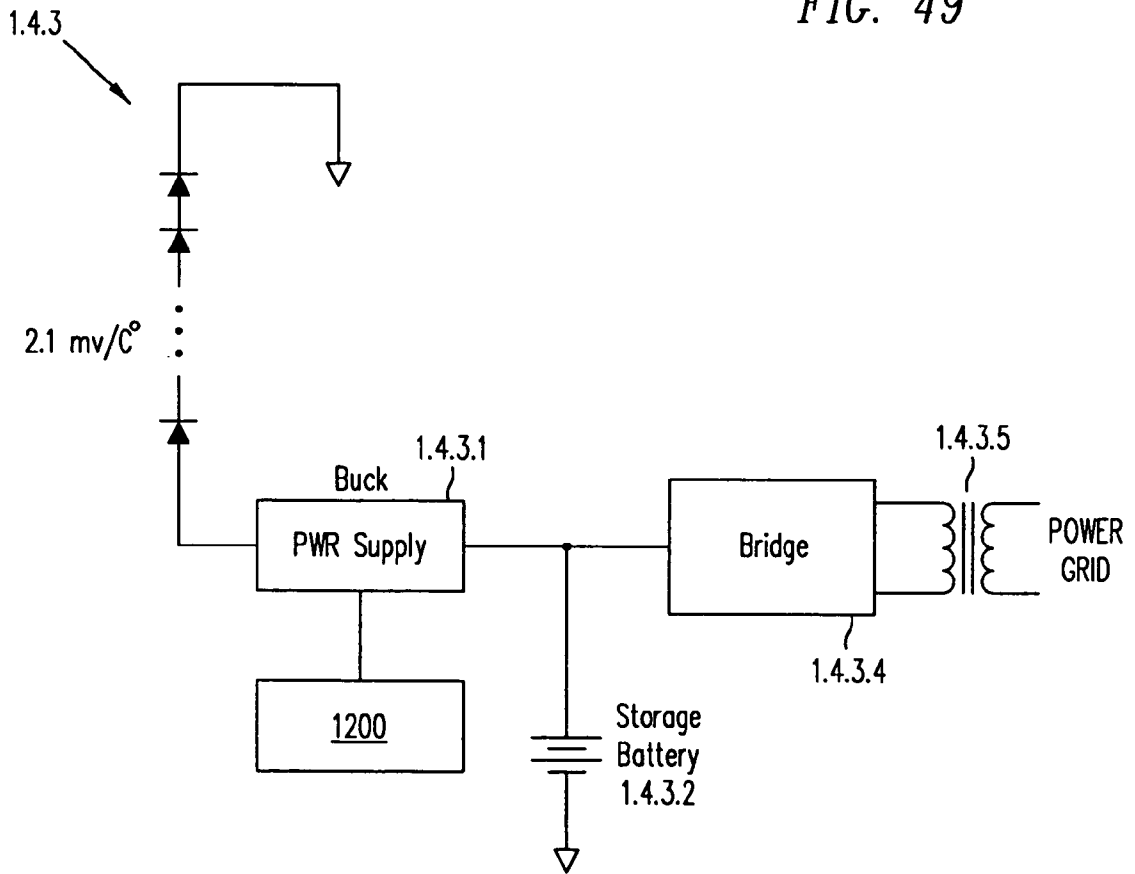 FIG. 49
1.4.3
2.1 mv/C°
Buck
1.4.3.1
PWR Supply
1200
Storage
Battery
1.4.3.2
Bridge
1.4.3.4
1.4.3.5
POWER
GRID